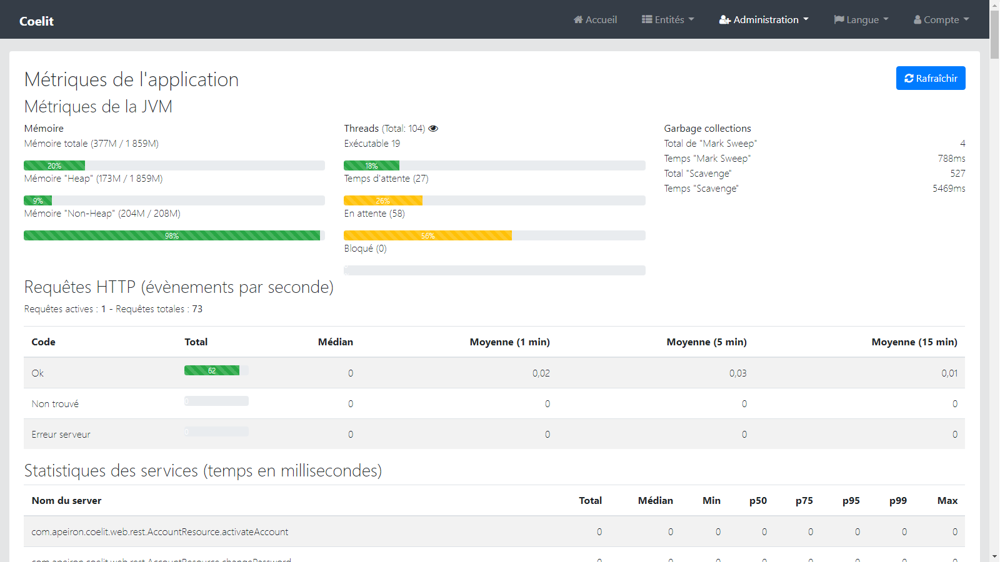 Coelit
Accueil Entités Administration Langue Compte
Métriques de l'application
Rafraîchir
Métriques de la JVM
Mémoire
Mémoire totale (377M / 1 859M)
20%
Mémoire "Heap" (173M / 1 859M)
9%
Mémoire "Non-Heap" (204M / 208M)
98%
Threads (Total: 104)
Exécutable 19
18%
Temps d'attente (27)
26%
En attente (58)
56%
Bloqué (0)
Garbage collections
Total de "Mark Sweep" 4
Temps "Mark Sweep" 788ms
Total "Scavenge" 527
Temps "Scavenge" 5469ms
Requêtes HTTP (évènements par seconde)
Requêtes actives : 1 - Requêtes totales : 73
Code Total Médian Moyenne (1 min) Moyenne (5 min) Moyenne (15 min)
Ok 62 0 0,02 0,03 0,01
Non trouvé 0 0 0 0 0
Erreur serveur 0 0 0 0 0
Statistiques des services (temps en millisecondes)
Nom du server Total Médian Min p50 p75 p95 p99 Max
com.apeiron.coelit.web.rest.AccountResource.activateAccount 0 0 0 0 0 0 0 0
com.apeiron.coelit.web.rest.AccountResource.changePassword 0 0 0 0 0 0 0 0